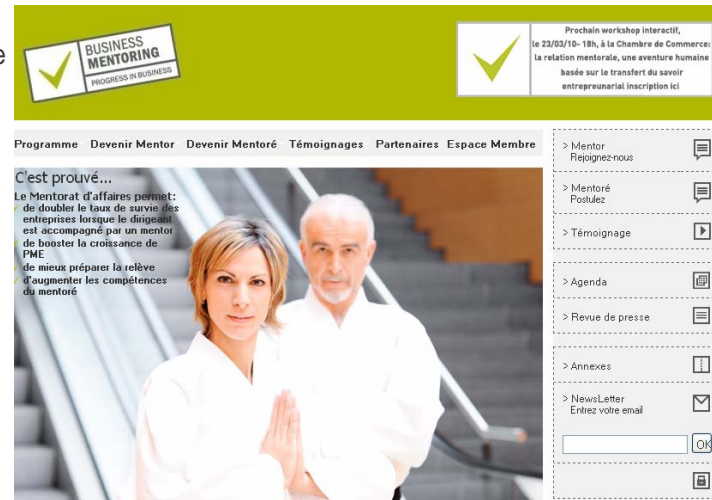 e
BUSINESS
MENTORING
PROGRESS IN BUSINESS
Prochain workshop interactif,
le 23/03/10- 18h, à la Chambre de Commerce:
la relation mentorale, une aventure humaine
basée sur le transfert du savoir
entrepreunarial inscription ici
Programme Devenir Mentor Devenir Mentoré Témoignages Partenaires Espace Membre
C'est prouvé...
Le Mentorat d'affaires permet:
de doubler le taux de survie des
entreprises lorsque le dirigeant
est accompagné par un mentor
de booster la croissance de
PME
de mieux préparer la relève
d'augmenter les compétences
du mentoré
> Mentor
Rejoignez-nous
> Mentoré
Postulez
> Témoignage
> Agenda
> Revue de presse
> Annexes
> NewsLetter
Entrez votre email
OK